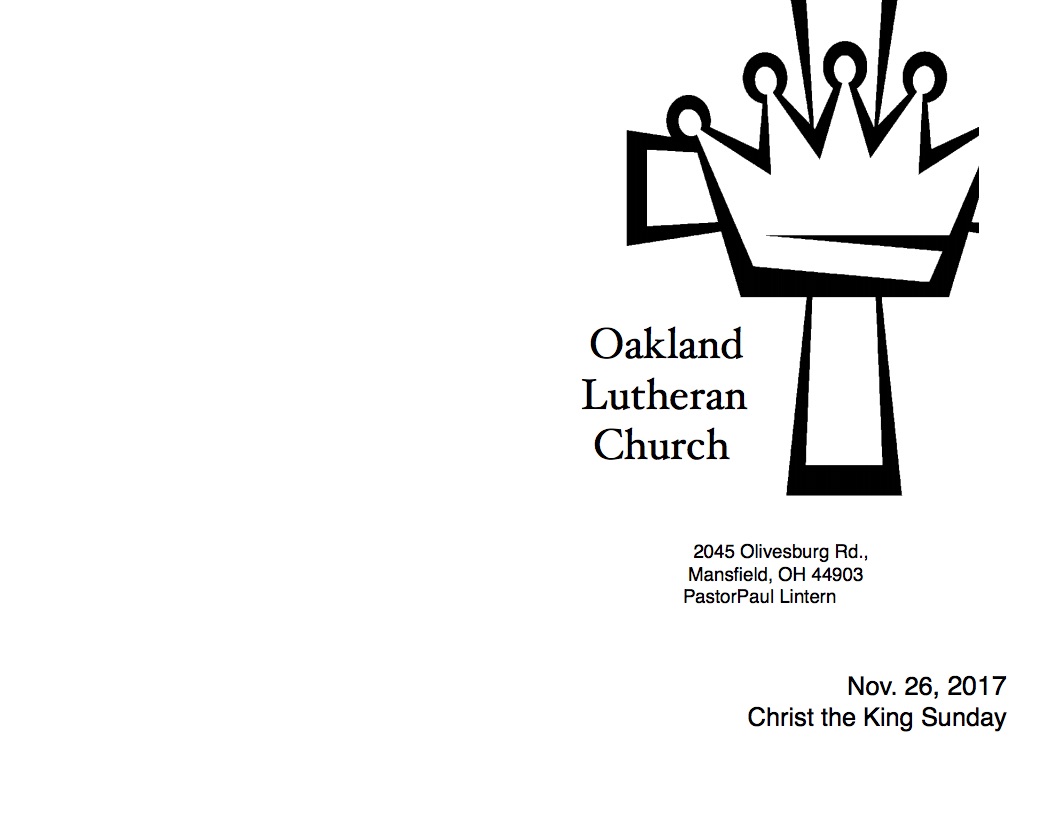 Oakland
Lutheran
Church
2045 Olivesburg Rd.,
Mansfield, OH 44903
PastorPaul Lintern
Nov. 26, 2017
Christ the King Sunday